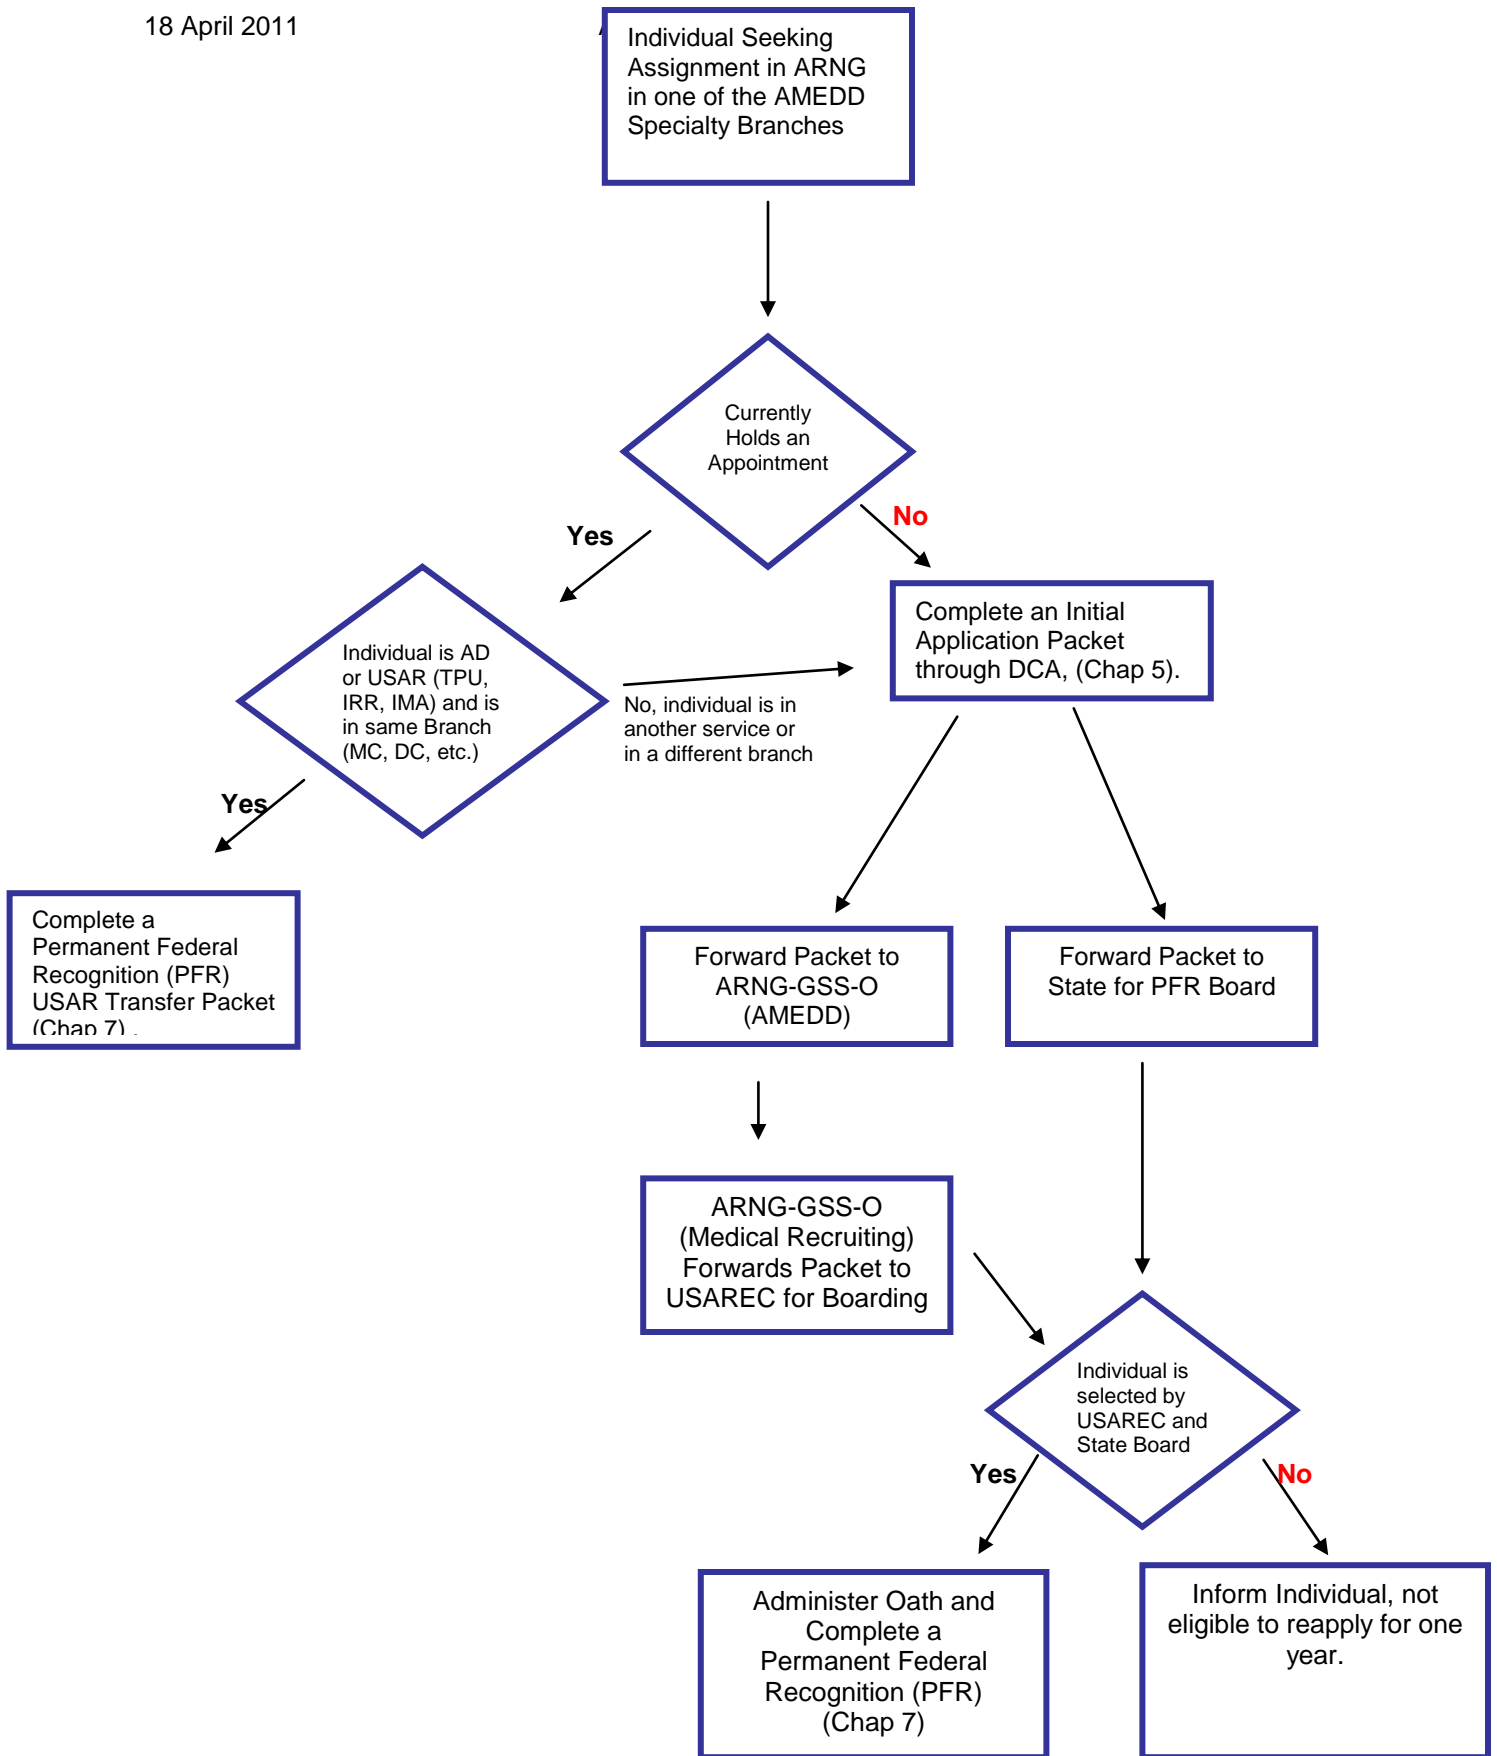 18 April 2011
Individual Seeking
Assignment in ARNG
in one of the AMEDD
Specialty Branches
Currently
Holds an
Appointment
Yes
No
Individual is AD
or USAR (TPU,
IRR, IMA) and is
in same Branch
(MC, DC, etc.)
No, individual is in
another service or
in a different branch
Complete an Initial
Application Packet
through DCA, (Chap 5).
Yes
Complete a
Permanent Federal
Recognition (PFR)
USAR Transfer Packet
(Chap 7) .
Forward Packet to
ARNG-GSS-O
(AMEDD)
Forward Packet to
State for PFR Board
ARNG-GSS-O
(Medical Recruiting)
Forwards Packet to
USAREC for Boarding
Individual is
selected by
USAREC and
State Board
Yes
No
Administer Oath and
Complete a
Permanent Federal
Recognition (PFR)
(Chap 7)
Inform Individual, not
eligible to reapply for one
year.